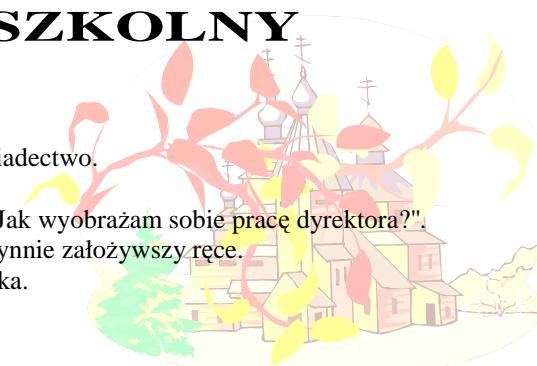 SZKOLNY
iadectwo.
Jak wyobrażam sobie pracę dyrektora?".
ynnie założywszy ręce.
ka.